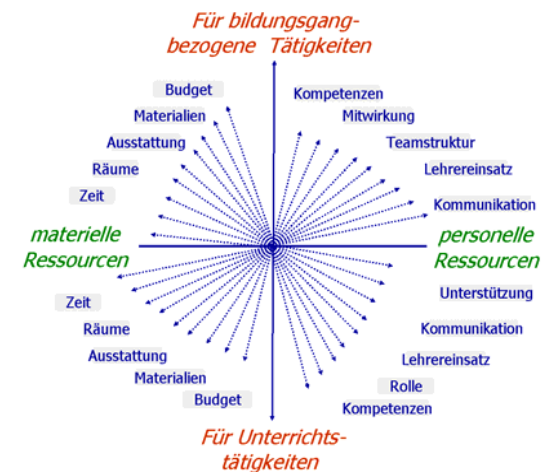 Für bildungsgang-
bezogene Tätigkeiten
Budget
Materialien
Ausstattung
Räume
Zeit
Kompetenzen
Mitwirkung
Teamstruktur
Lehrereinsatz
Kommunikation
materielle
Ressourcen
personelle
Ressourcen
Zeit
Räume
Ausstattung
Materialien
Budget
Unterstützung
Kommunikation
Lehrereinsatz
Rolle
Kompetenzen
Für Unterrichts-
tätigkeiten